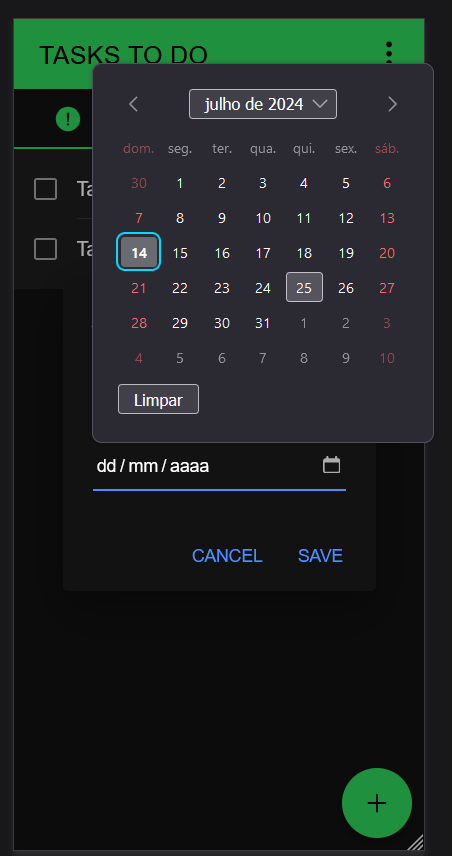 TASKS TO DO
julho de 2024
dom. seg. ter. qua. qui. sex. sáb.
30 1 2 3 4 5 6
7 8 9 10 11 12 13
14 15 16 17 18 19 20
21 22 23 24 25 26 27
28 29 30 31 1 2 3
4 5 6 7 8 9 10
Ta
Ta
Limpar
dd / mm / aaaa
CANCEL SAVE